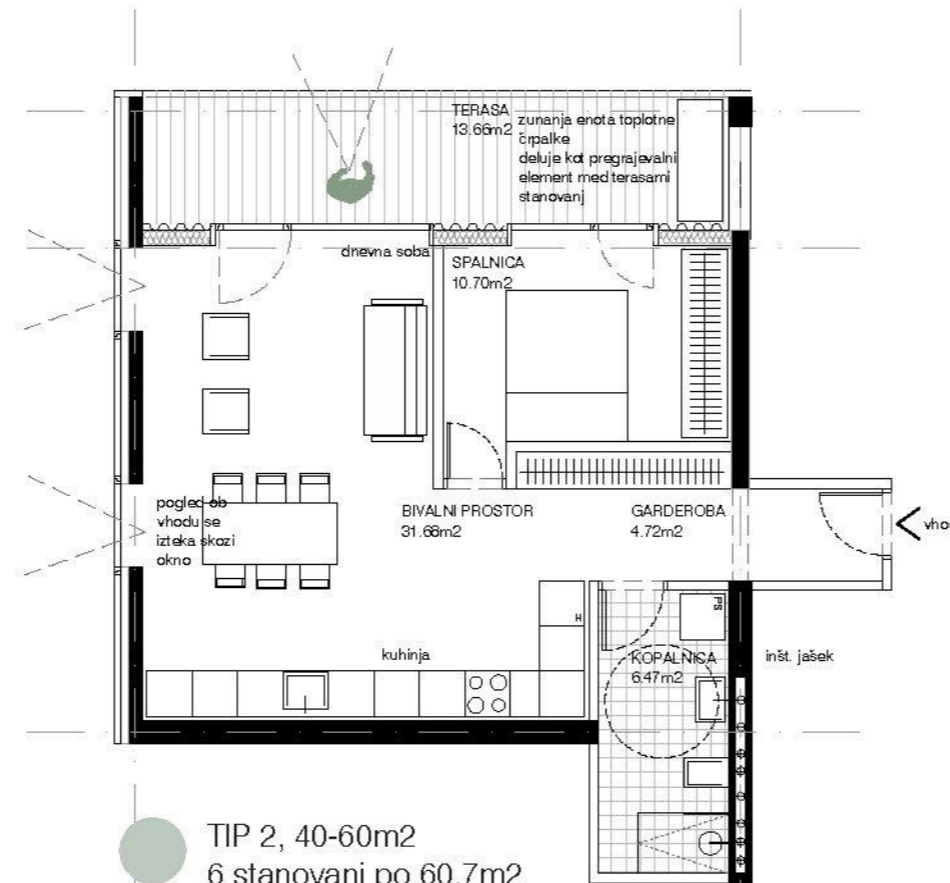 TERASA
13.66m2
zunanja enota toplotne
črpalke
deluje kot pregrajevalni
element med terasami
stanovanj
dnevna soba
SPALNICA
10.70m2
pogled ob
vhodu se
izteka skozi
okno
BIVALNI PROSTOR
31.68m2
GARDEROBA
4.72m2
vho
H
PS
kuhinja
KOPALNICA
6.47m2
inšt. jašek
TIP 2, 40-60m2
6 stanovanj po 60,7m2